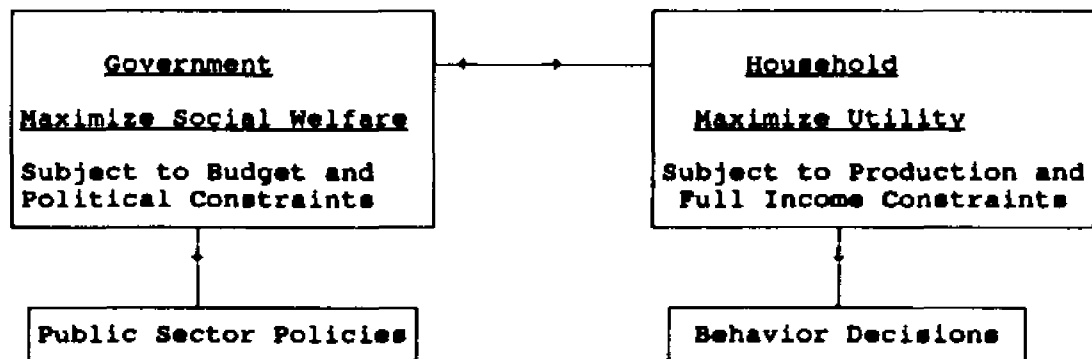 Government
Maximize Social Welfare
Subject to Budget and
Political Constraints
Household
Maximize Utility
Subject to Production and
Full Income Constraints
Public Sector Policies
Behavior Decisions